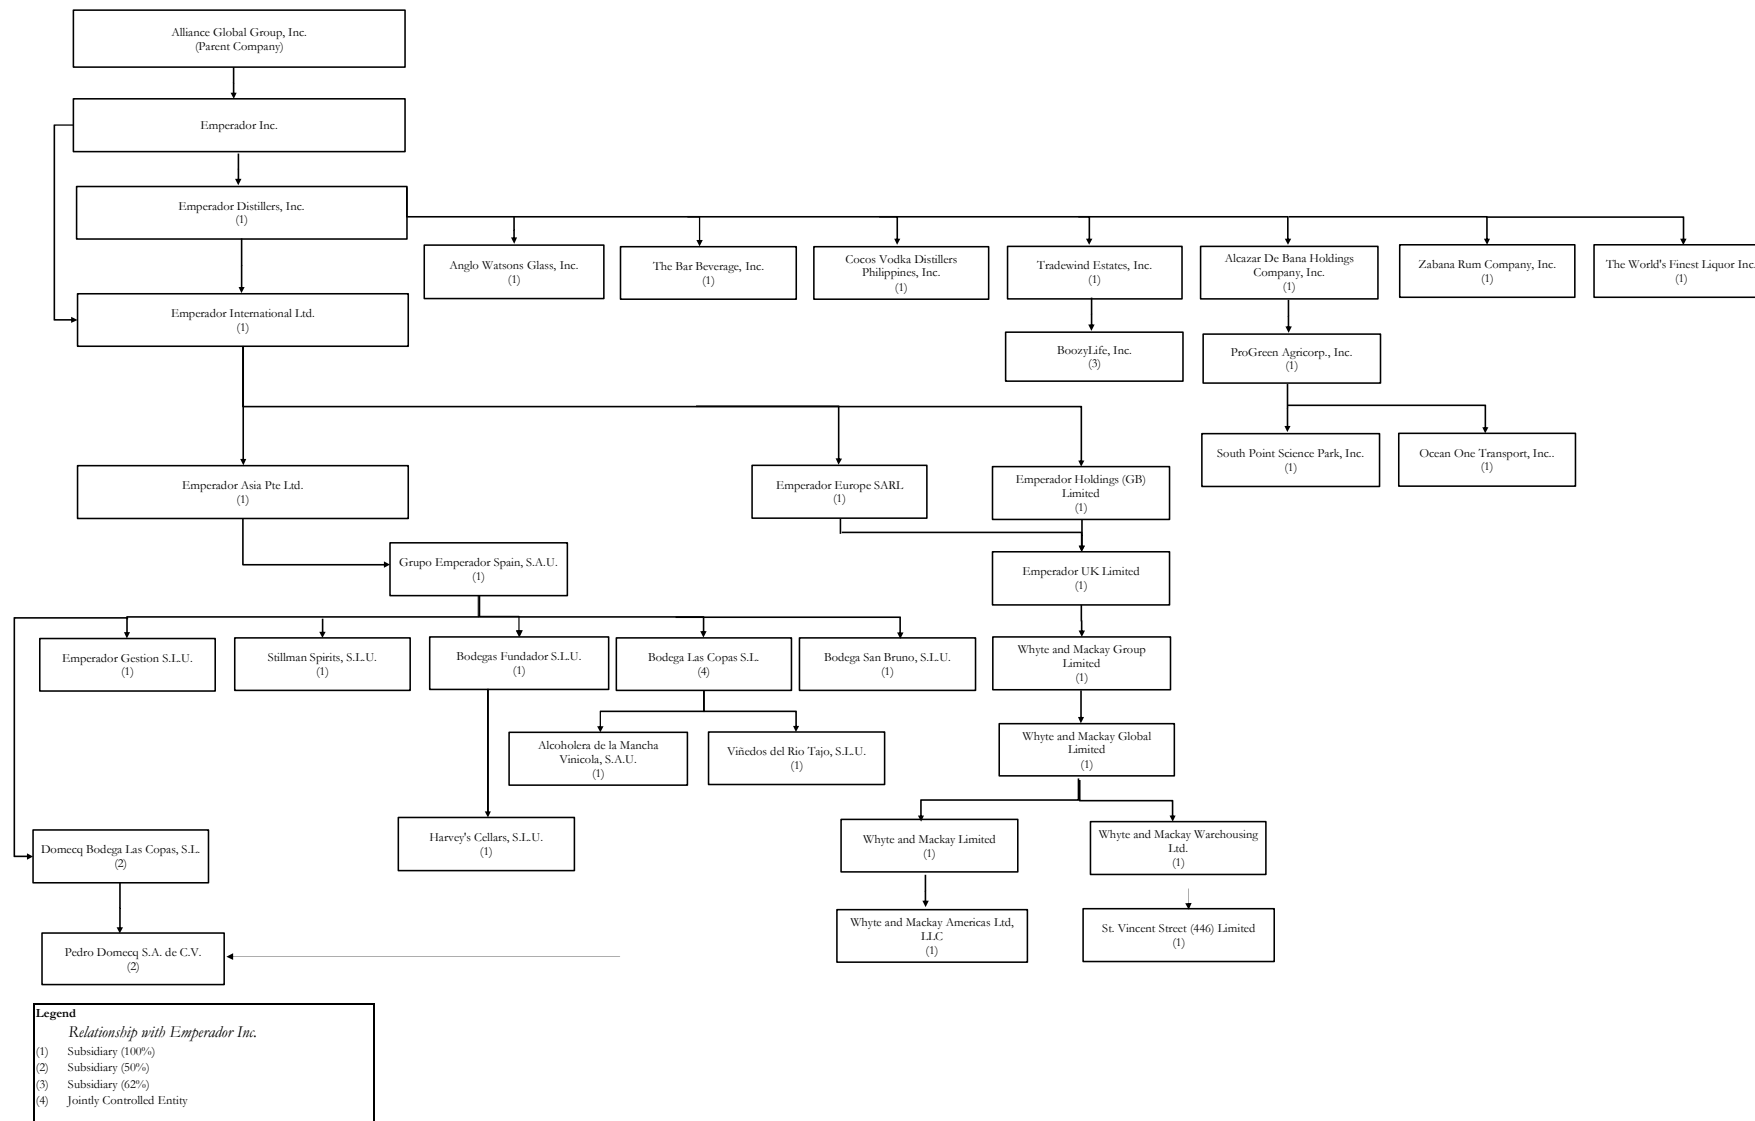 Alliance Global Group, Inc.
(Parent Company)
Emperador Inc.
Emperador Distillers, Inc.
(1)
Anglo Watsons Glass, Inc.
(1)
The Bar Beverage, Inc.
(1)
Cocos Vodka Distillers
Philippines, Inc.
(1)
Tradewind Estates, Inc.
(1)
Alcazar De Bana Holdings
Company, Inc.
(1)
Zabana Rum Company, Inc.
(1)
The World's Finest Liquor Inc.
(1)
Emperador International Ltd.
(1)
BoozyLife, Inc.
(3)
ProGreen Agricorp., Inc.
(1)
South Point Science Park, Inc.
(1)
Ocean One Transport, Inc..
(1)
Emperador Asia Pte Ltd.
(1)
Emperador Europe SARL
(1)
Emperador Holdings (GB)
Limited
(1)
Grupo Emperador Spain, S.A.U.
(1)
Emperador UK Limited
(1)
Emperador Gestion S.L.U.
(1)
Stillman Spirits, S.L.U.
(1)
Bodegas Fundador S.L.U.
(1)
Bodega Las Copas S.L.
(4)
Bodega San Bruno, S.L.U.
(1)
Whyte and Mackay Group
Limited
(1)
Alcoholera de la Mancha
Vinicola, S.A.U.
(1)
Viñedos del Rio Tajo, S.L.U.
(1)
Whyte and Mackay Global
Limited
(1)
Harvey's Cellars, S.L.U.
(1)
Whyte and Mackay Limited
(1)
Whyte and Mackay Warehousing
Ltd.
(1)
Domecq Bodega Las Copas, S.L.
(2)
Whyte and Mackay Americas Ltd,
LLC
(1)
St. Vincent Street (446) Limited
(1)
Pedro Domecq S.A. de C.V.
(2)
Legend
Relationship with Emperador Inc.
(1) Subsidiary (100%)
(2) Subsidiary (50%)
(3) Subsidiary (62%)
(4) Jointly Controlled Entity